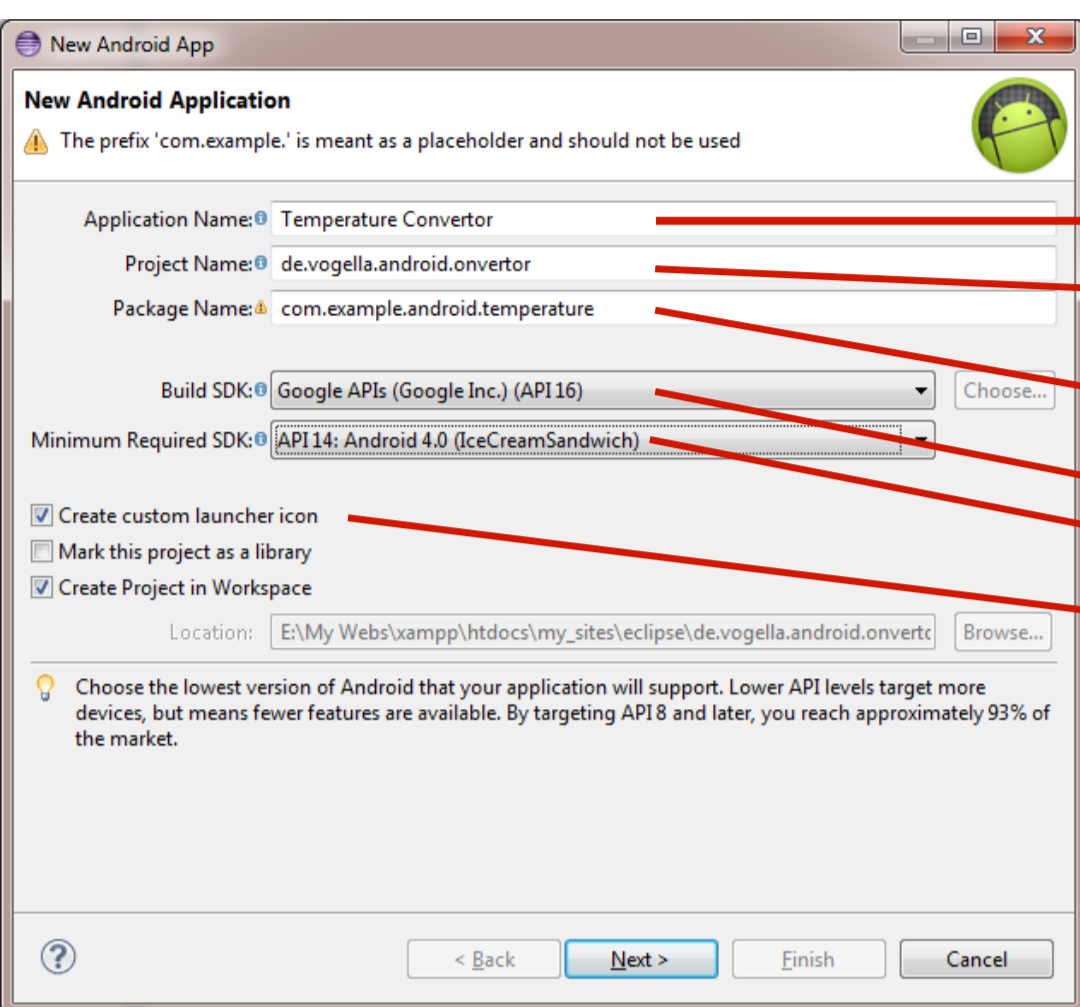 New Android App
New Android Application
The prefix 'com.example.' is meant as a placeholder and should not be used
Application Name: Temperature Convertor
Project Name: de.vogella.android.onvertor
Package Name: com.example.android.temperature
Build SDK: Google APIs (Google Inc.) (API 16) Choose...
Minimum Required SDK: API 14: Android 4.0 (IceCreamSandwich)
Create custom launcher icon
Mark this project as a library
Create Project in Workspace
Location: E:\My Webs\xampp\htdocs\my_sites\eclipse\de.vogella.android.onvertc Browse...
Choose the lowest version of Android that your application will support. Lower API levels target more
devices, but means fewer features are available. By targeting API 8 and later, you reach approximately 93% of
the market.
? < Back Next > Finish Cancel